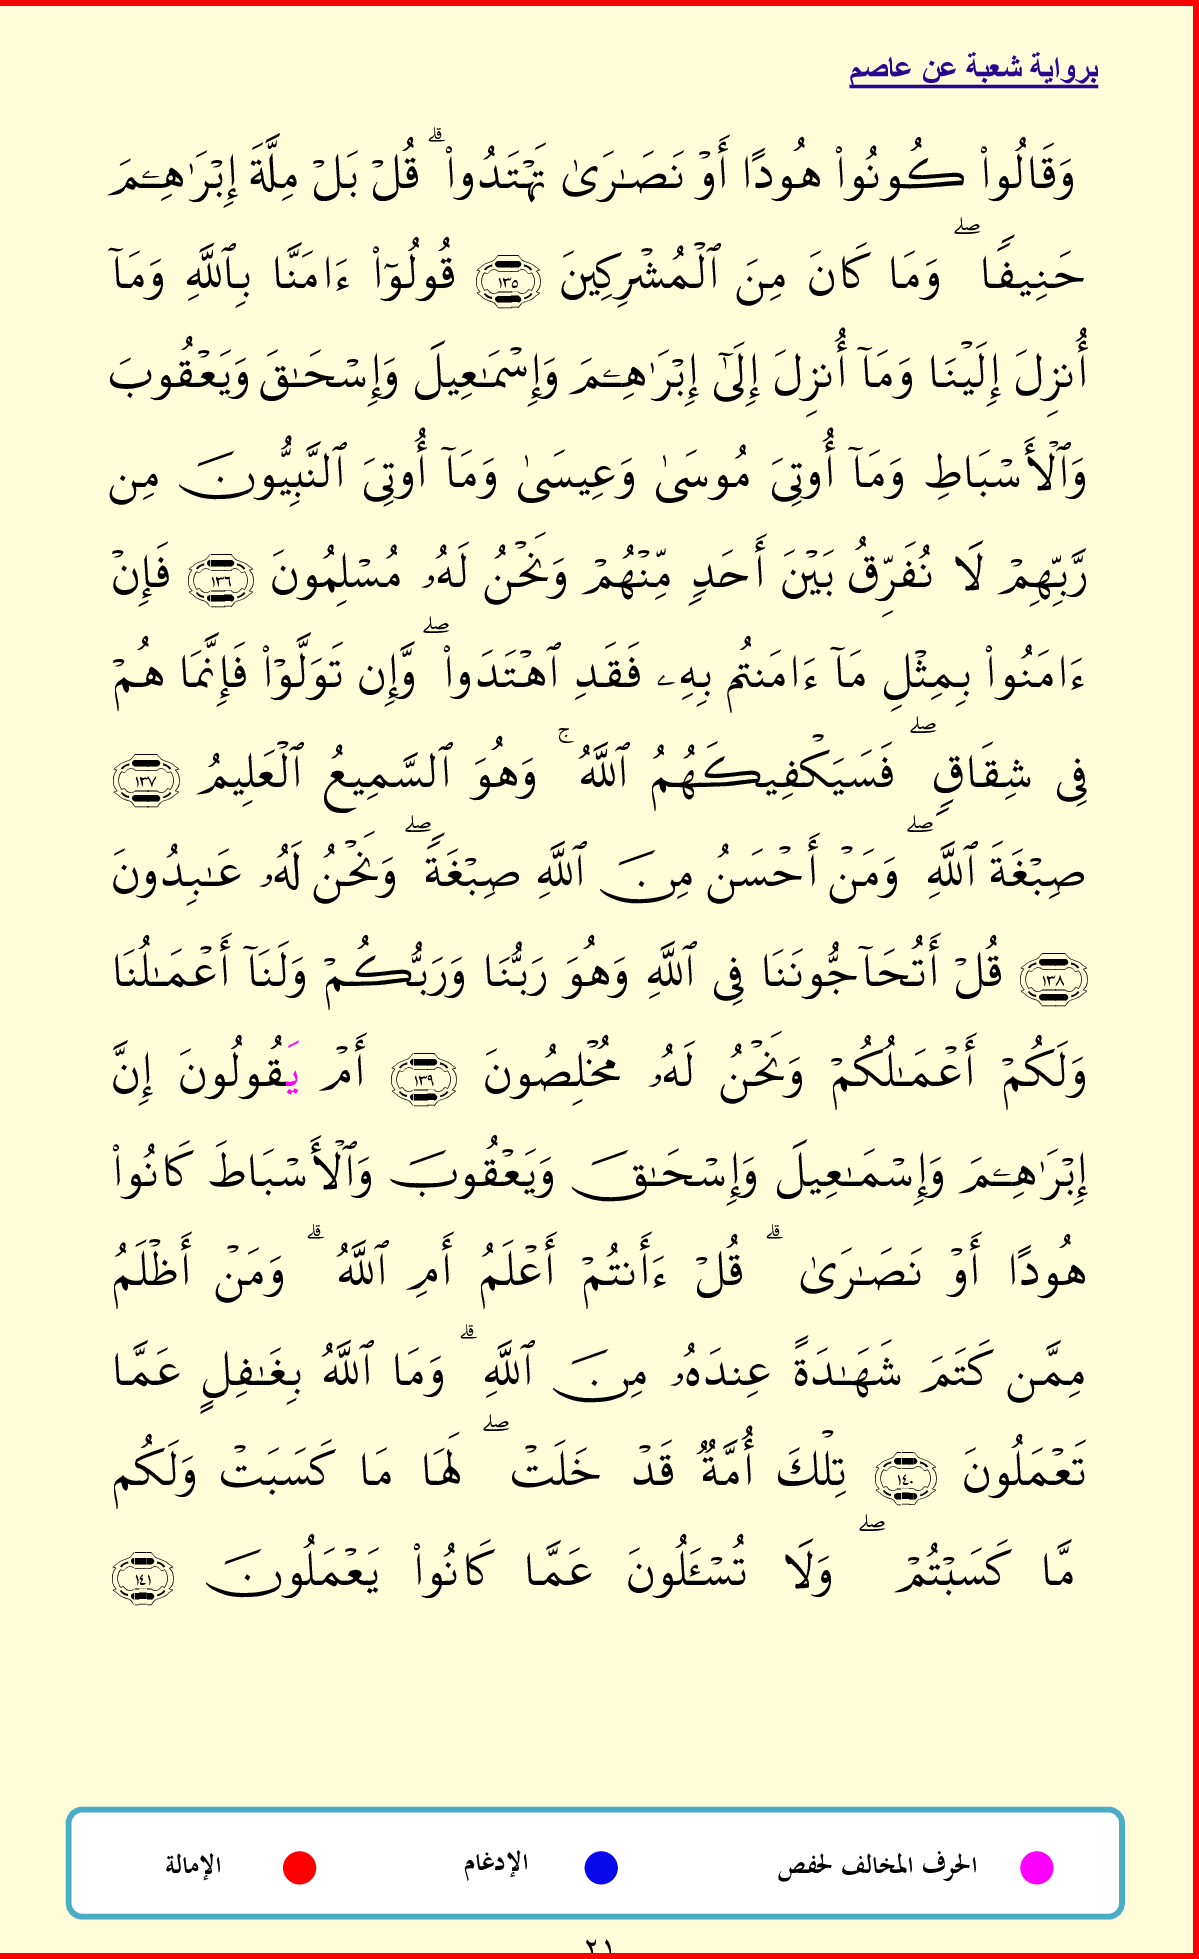 برواية شعبة عن عاصم
وَقَالُوا۟ كُونُوا۟ هُودًا أَوۡ نَصَـٰرَىٰ تَهۡتَدُوا۟ۗ قُلۡ بَلۡ مِلَّةَ إِبۡرَٰهِـۧمَ
حَنِيفًاۖ وَمَا كَانَ مِنَ ٱلۡمُشۡرِكِينَ ١٣٥ قُولُوٓا۟ ءَامَنَّا بِٱللَّهِ وَمَآ
أُنزِلَ إِلَيۡنَا وَمَآ أُنزِلَ إِلَىٰٓ إِبۡرَٰهِـۧمَ وَإِسۡمَـٰعِيلَ وَإِسۡحَـٰقَ وَيَعۡقُوبَ
وَٱلۡأَسۡبَاطِ وَمَآ أُوتِيَ مُوسَىٰ وَعِيسَىٰ وَمَآ أُوتِيَ ٱلنَّبِيُّونَ مِن
رَّبِّهِمۡ لَا نُفَرِّقُ بَيۡنَ أَحَدٍ مِّنۡهُمۡ وَنَحۡنُ لَهُۥ مُسۡلِمُونَ ١٣٦ فَإِنۡ
ءَامَنُوا۟ بِمِثۡلِ مَآ ءَامَنتُم بِهِۦ فَقَدِ ٱهۡتَدَوا۟ۖ وَّإِن تَوَلَّوۡا۟ فَإِنَّمَا هُمۡ
فِي شِقَاقٍۖ فَسَيَكۡفِيكَهُمُ ٱللَّهُۚ وَهُوَ ٱلسَّمِيعُ ٱلۡعَلِيمُ ١٣٧
صِبۡغَةَ ٱللَّهِۖ وَمَنۡ أَحۡسَنُ مِنَ ٱللَّهِ صِبۡغَةًۖ وَنَحۡنُ لَهُۥ عَـٰبِدُونَ
١٣٨ قُلۡ أَتُحَآجُّونَنَا فِي ٱللَّهِ وَهُوَ رَبُّنَا وَرَبُّكُمۡ وَلَنَآ أَعۡمَـٰلُنَا
وَلَكُمۡ أَعۡمَـٰلُكُمۡ وَنَحۡنُ لَهُۥ مُخۡلِصُونَ ١٣٩ أَمۡ يَقُولُونَ إِنَّ
إِبۡرَٰهِـۧمَ وَإِسۡمَـٰعِيلَ وَإِسۡحَـٰقَ وَيَعۡقُوبَ وَٱلۡأَسۡبَاطَ كَانُوا۟
هُودًا أَوۡ نَصَـٰرَىٰۗ قُلۡ ءَأَنتُمۡ أَعۡلَمُ أَمِ ٱللَّهُۗ وَمَنۡ أَظۡلَمُ
مِمَّن كَتَمَ شَهَـٰدَةً عِندَهُۥ مِنَ ٱللَّهِۗ وَمَا ٱللَّهُ بِغَـٰفِلٍ عَمَّا
تَعۡمَلُونَ ١٤٠ تِلۡكَ أُمَّةٌ قَدۡ خَلَتۡۖ لَهَا مَا كَسَبَتۡ وَلَكُم
مَّا كَسَبۡتُمۡۖ وَلَا تُسۡـَٔلُونَ عَمَّا كَانُوا۟ يَعۡمَلُونَ ١٤١
الحرف المخالف لحفص الإدغام الإمالة
٢١